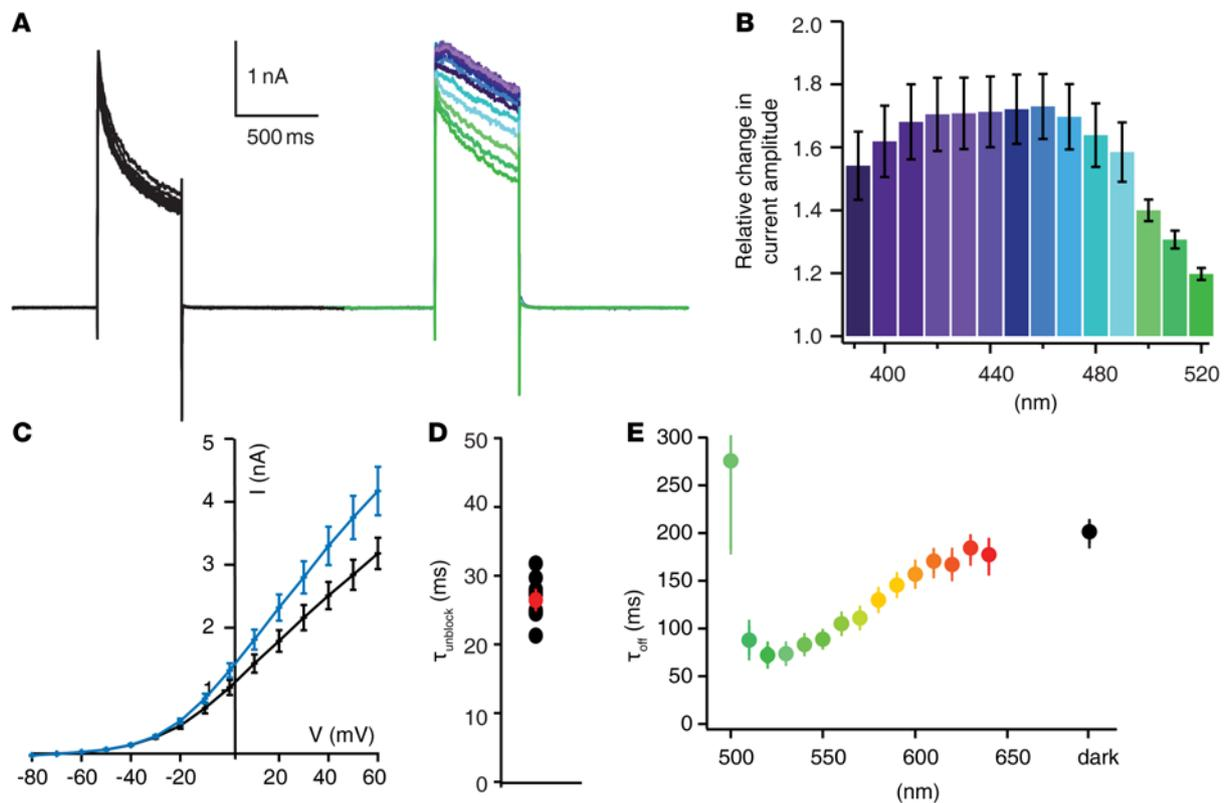 A
1 nA
500 ms
B
Relative change in
current amplitude
2.0
1.8
1.6
1.4
1.2
1.0
400
440
480
520
(nm)
C
I (nA)
5
4
3
2
1
V (mV)
-80
-60
-40
-20
20
40
60
D
τunblock (ms)
50
40
30
20
10
0
E
τoff (ms)
300
250
200
150
100
50
0
500
550
600
650
dark
(nm)